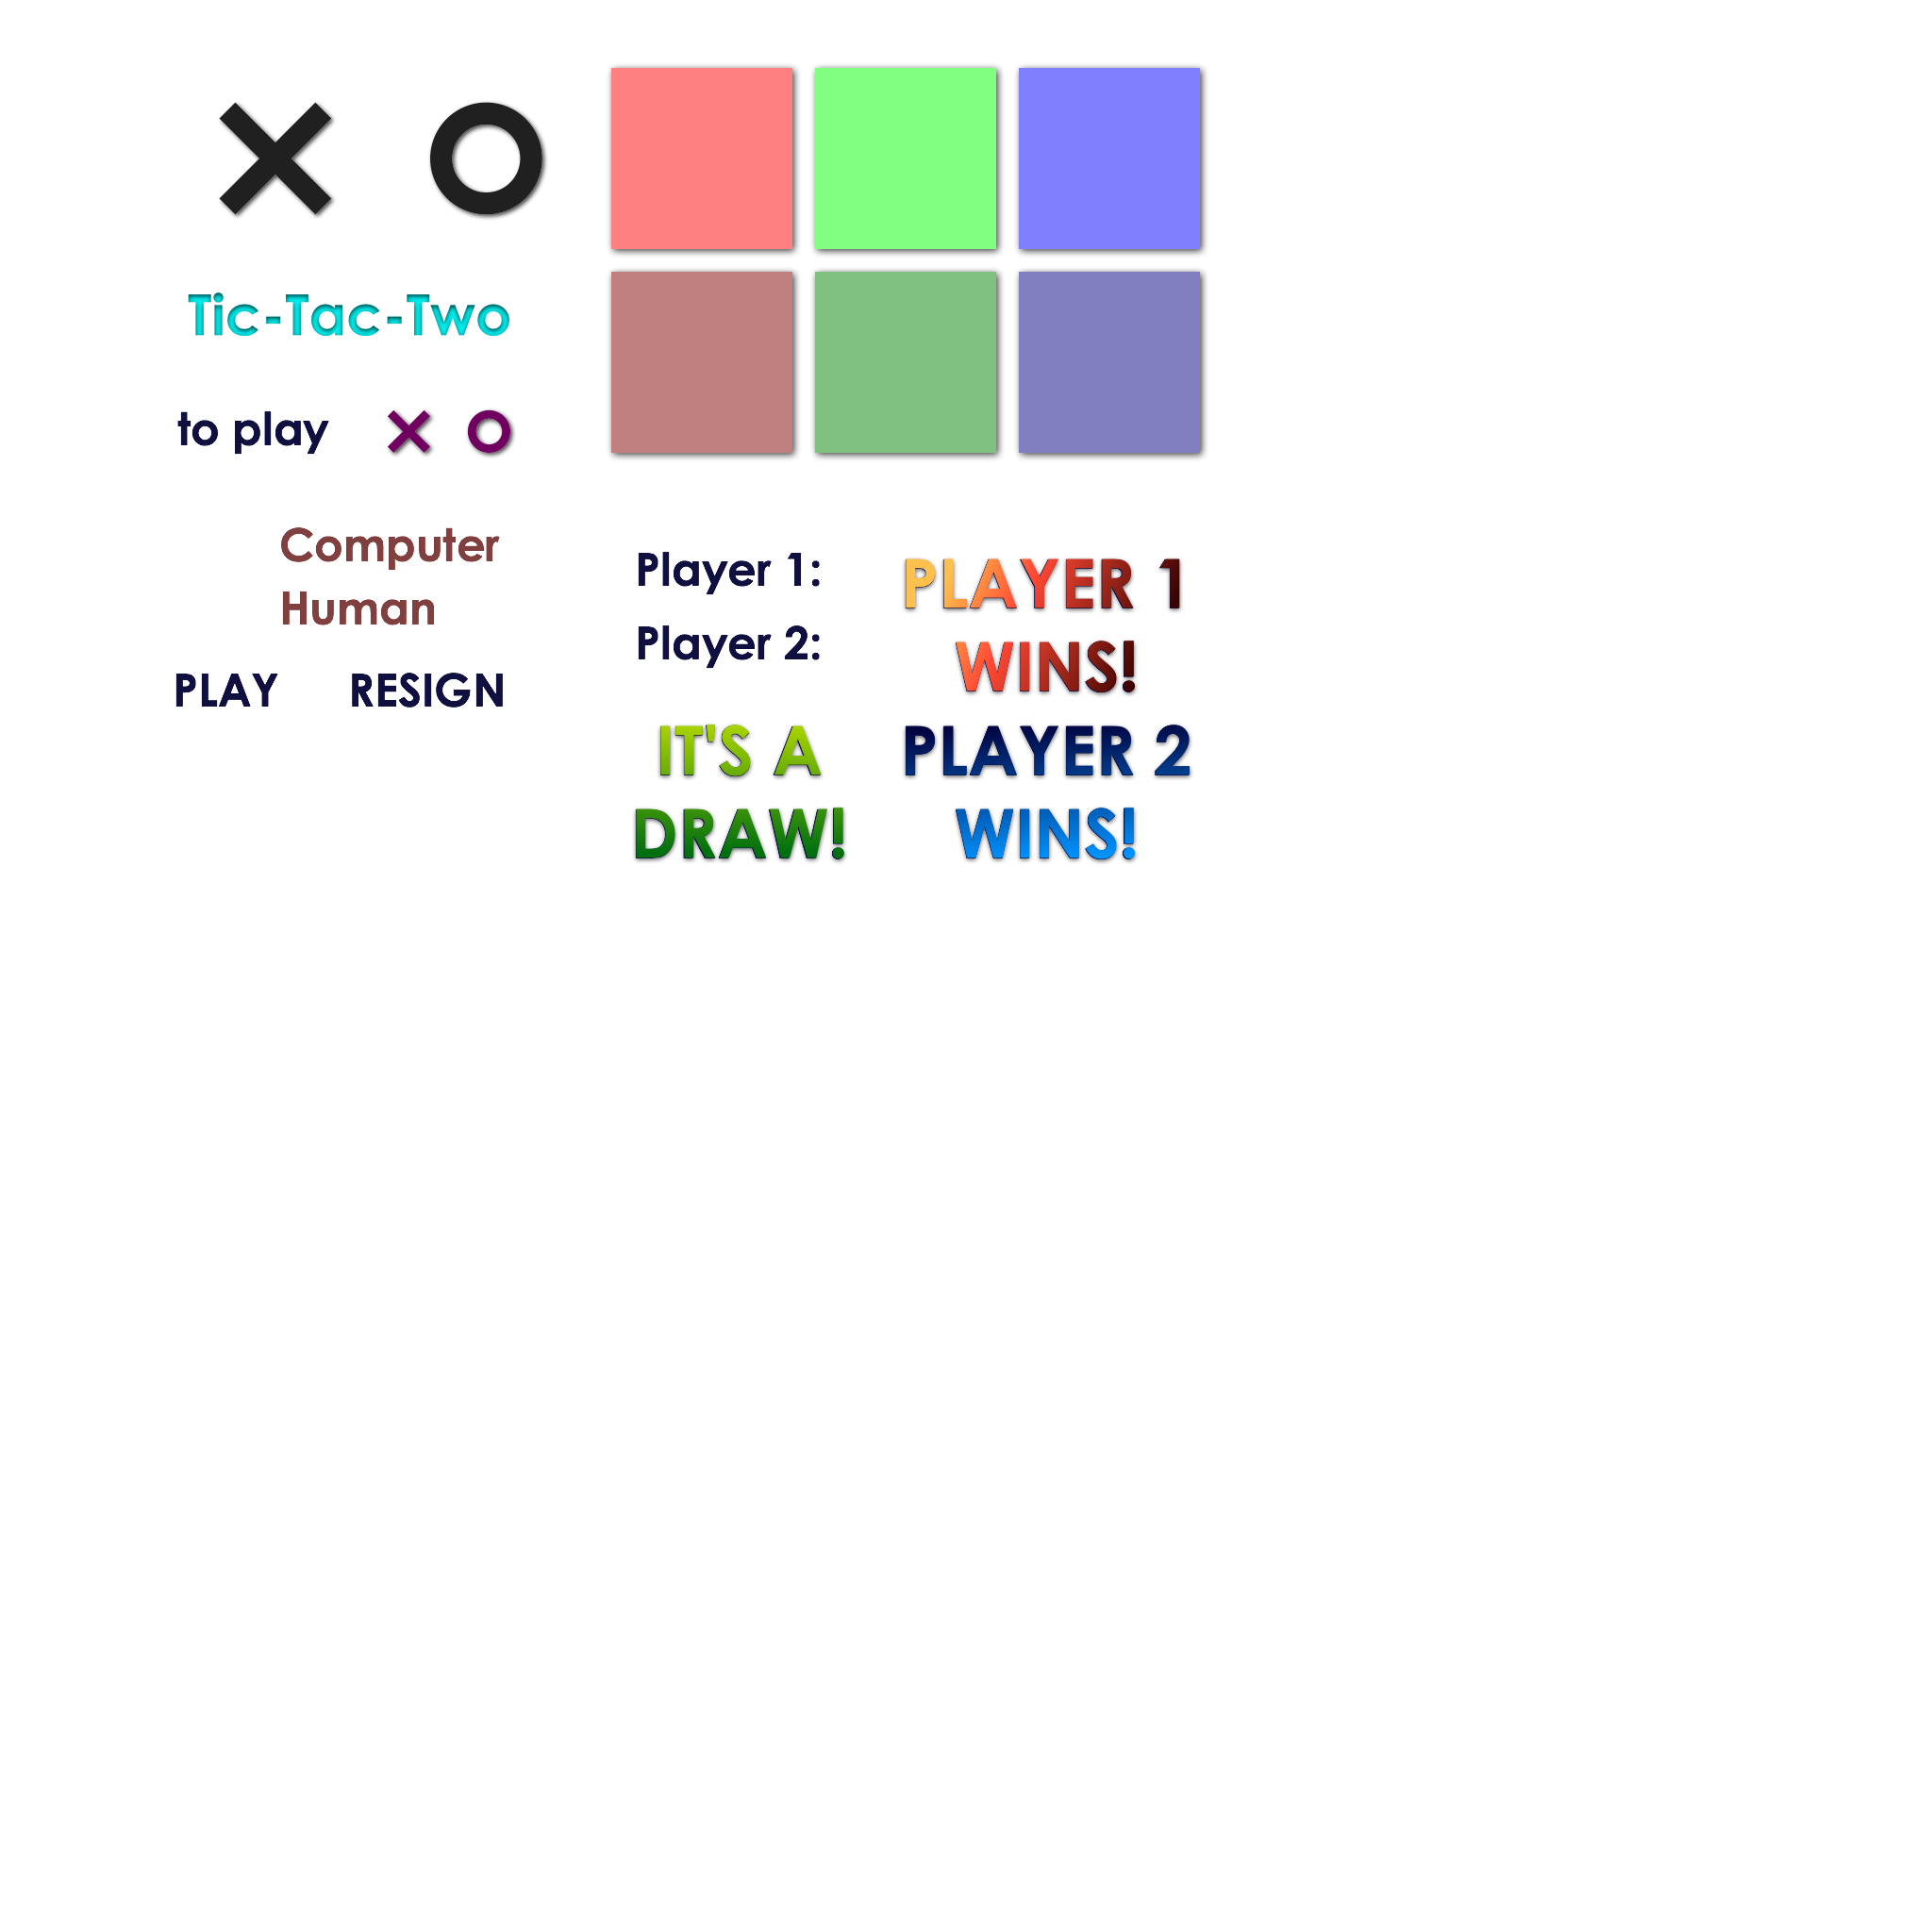 Tic-Tac-Two
to play
Computer
Human
PLAY
RESIGN
Player 1:
Player 2:
PLAYER 1
WINS!
IT'S A
DRAW!
PLAYER 2
WINS!